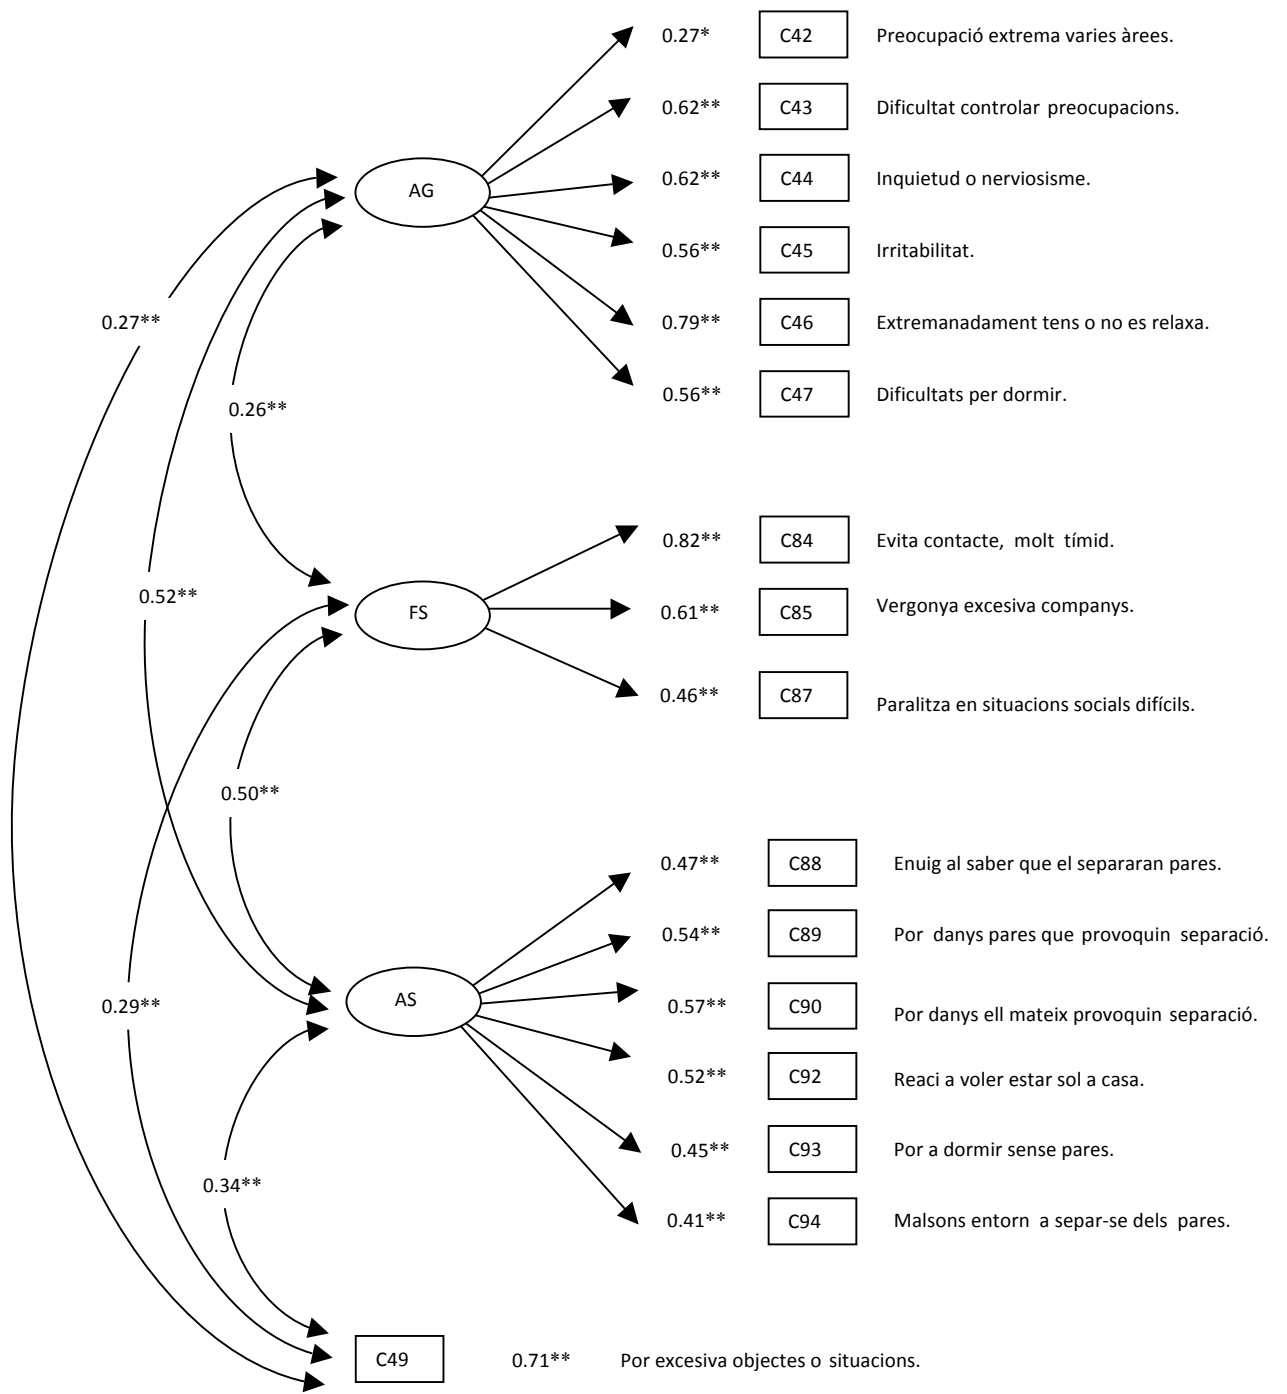 0.27* C42 Preocupació extrema varies àrees.
0.62** C43 Dificultat controlar preocupacions.
AG 0.62** C44 Inquietud o nerviosisme.
0.56** C45 Irritabilitat.
0.27** 0.79** C46 Extremanadament tens o no es relaxa.
0.56** C47 Dificultats per dormir.
0.26**
0.82** C84 Evita contacte, molt tímid.
0.52**
FS 0.61** C85 Vergonya excesiva companys.
0.46** C87 Paralitza en situacions socials difícils.
0.50**
0.47** C88 Enuig al saber que el separaran pares.
0.54** C89 Por danys pares que provoquin separació.
0.29** AS 0.57** C90 Por danys ell mateix provoquin separació.
0.52** C92 Reaci a voler estar sol a casa.
0.45** C93 Por a dormir sense pares.
0.34**
0.41** C94 Malsons entorn a separ-se dels pares.
C49 0.71** Por excesiva objectes o situacions.